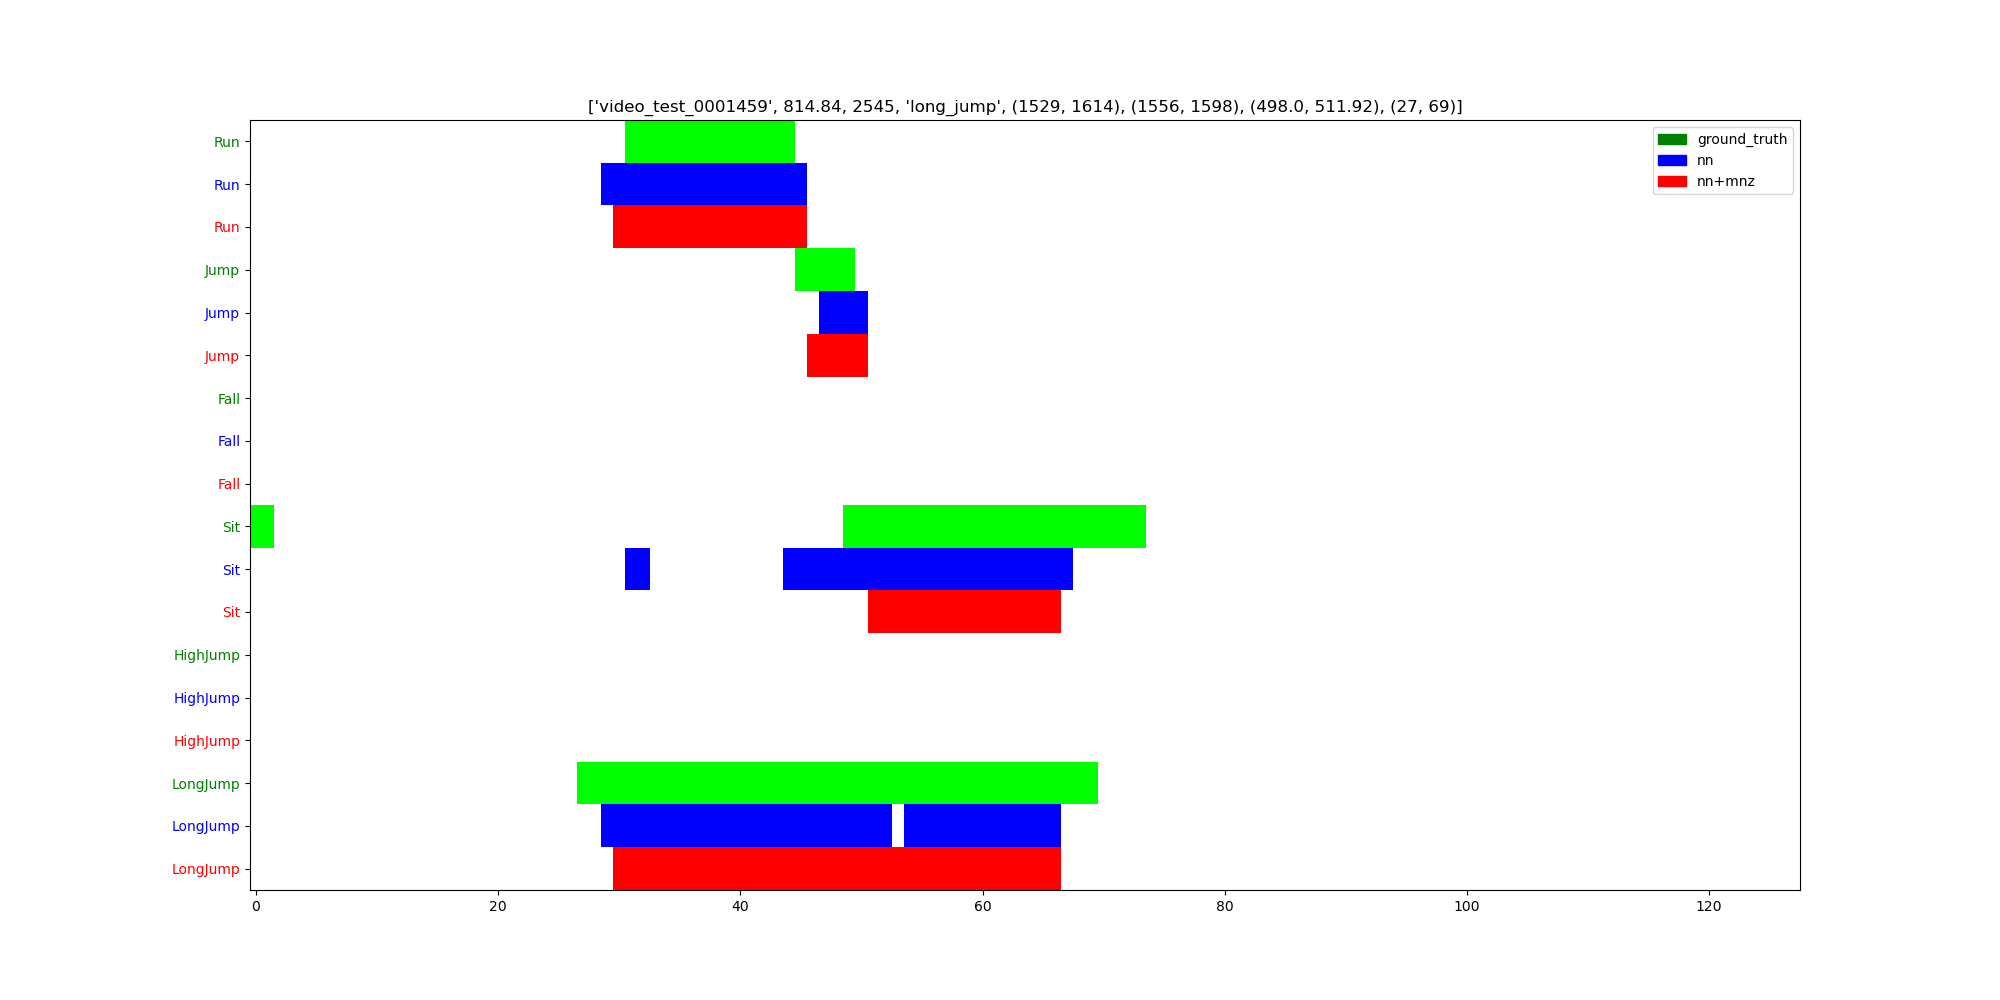 ['video_test_0001459', 814.84, 2545, 'long_jump', (1529, 1614), (1556, 1598), (498.0, 511.92), (27, 69)]
ground_truth
nn
nn+mnz
Run
Run
Run
Jump
Jump
Jump
Fall
Fall
Fall
Sit
Sit
Sit
HighJump
HighJump
HighJump
LongJump
LongJump
LongJump
0 20 40 60 80 100 120